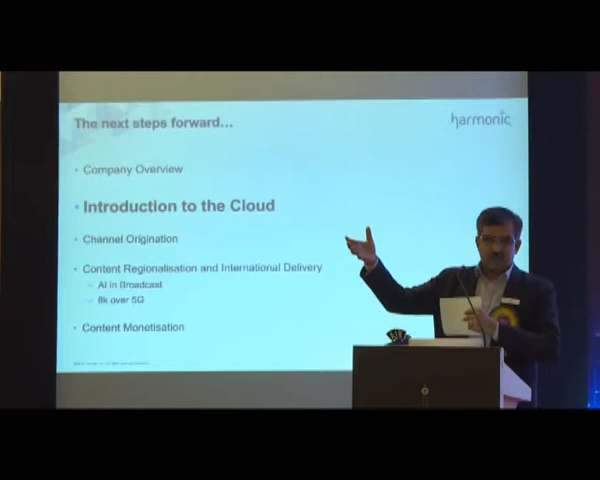 The next steps forward...
harmonic
• Company Overview
• Introduction to the Cloud
• Channel Origination
• Content Regionalisation and International Delivery
– AI in Broadcast
– 8k over 5G
• Content Monetisation